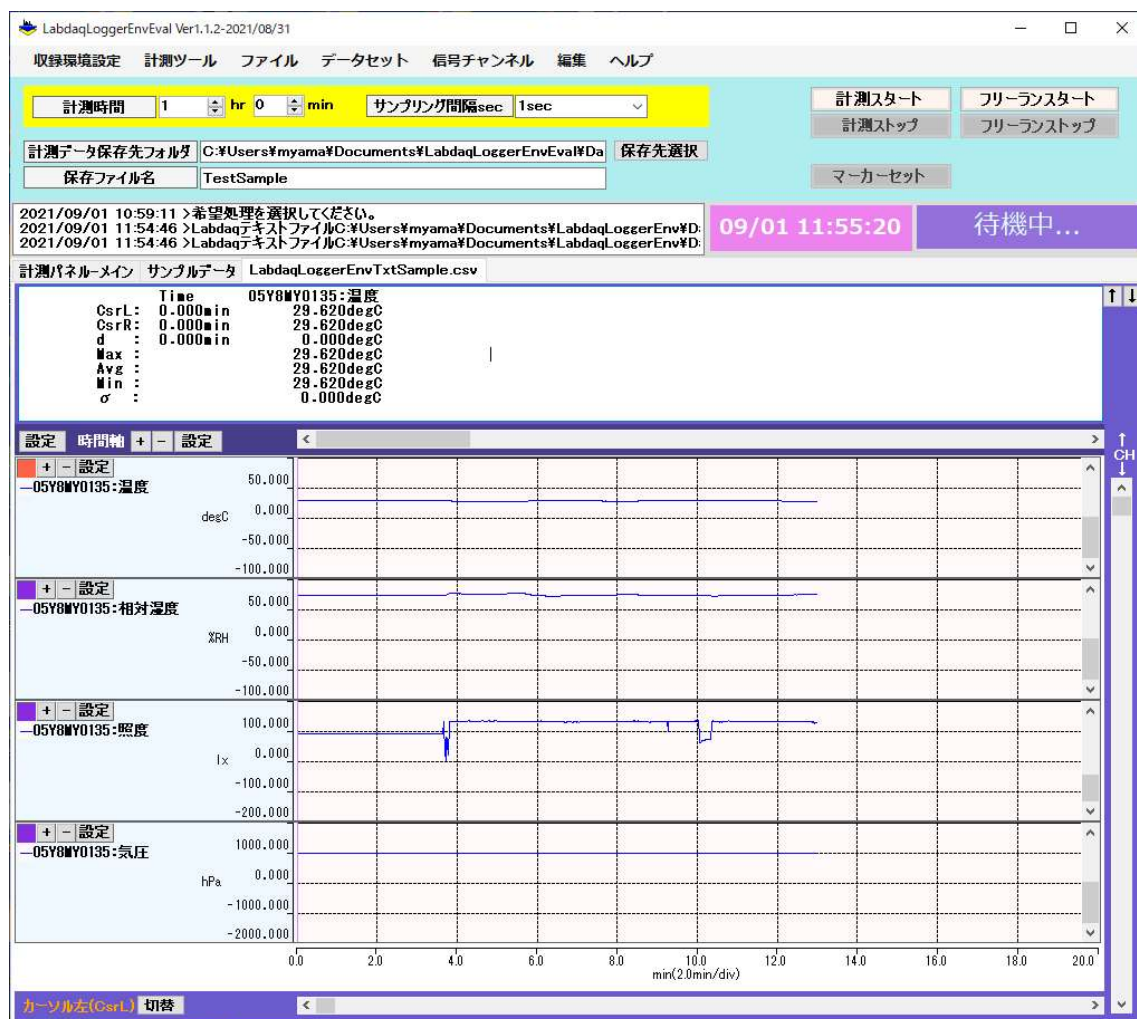 LabdaqLoggerEnvEval Ver1.1.2-2021/08/31
収録環境設定 計測ツール ファイル データセット 信号チャンネル 編集 ヘルプ
計測時間 1 hr 0 min サンプリング間隔sec 1sec
計測スタート フリーランスタート
計測ストップ フリーランストップ
計測データ保存先フォルダ C:¥Users¥myama¥Documents¥LabdaqLoggerEnvEval¥Da 保存先選択
保存ファイル名 TestSample マーカーセット
2021/09/01 10:59:11 >希望処理を選択してください。
2021/09/01 11:54:46 >Labdaqテキストファイル C:¥Users¥myama¥Documents¥LabdaqLoggerEnv¥D:
2021/09/01 11:54:46 >Labdaqテキストファイル C:¥Users¥myama¥Documents¥LabdaqLoggerEnv¥D:
09/01 11:55:20 待機中...
計測パネル-メイン サンプルデータ LabdaqLoggerEnvTxtSample.csv
Time 05Y8MY0135:温度
CsrL: 0.000min 29.620degC
CsrR: 0.000min 29.620degC
d : 0.000min 0.000degC
Max : 29.620degC
Avg : 29.620degC
Min : 29.620degC
σ : 0.000degC
↑ ↓
設定 時間軸 + - 設定 < >
↑
CH
↓
+ - 設定
05Y8MY0135:温度
degC
50.000
0.000
-50.000
-100.000
+ - 設定
05Y8MY0135:相対湿度
%RH
50.000
0.000
-50.000
-100.000
+ - 設定
05Y8MY0135:照度
lx
100.000
0.000
-100.000
-200.000
+ - 設定
05Y8MY0135:気圧
hPa
1000.000
0.000
-1000.000
-2000.000
0.0 2.0 4.0 6.0 8.0 10.0 12.0 14.0 16.0 18.0 20.0
min(2.0min/div)
カーソル左(CsrL) 切替 < >